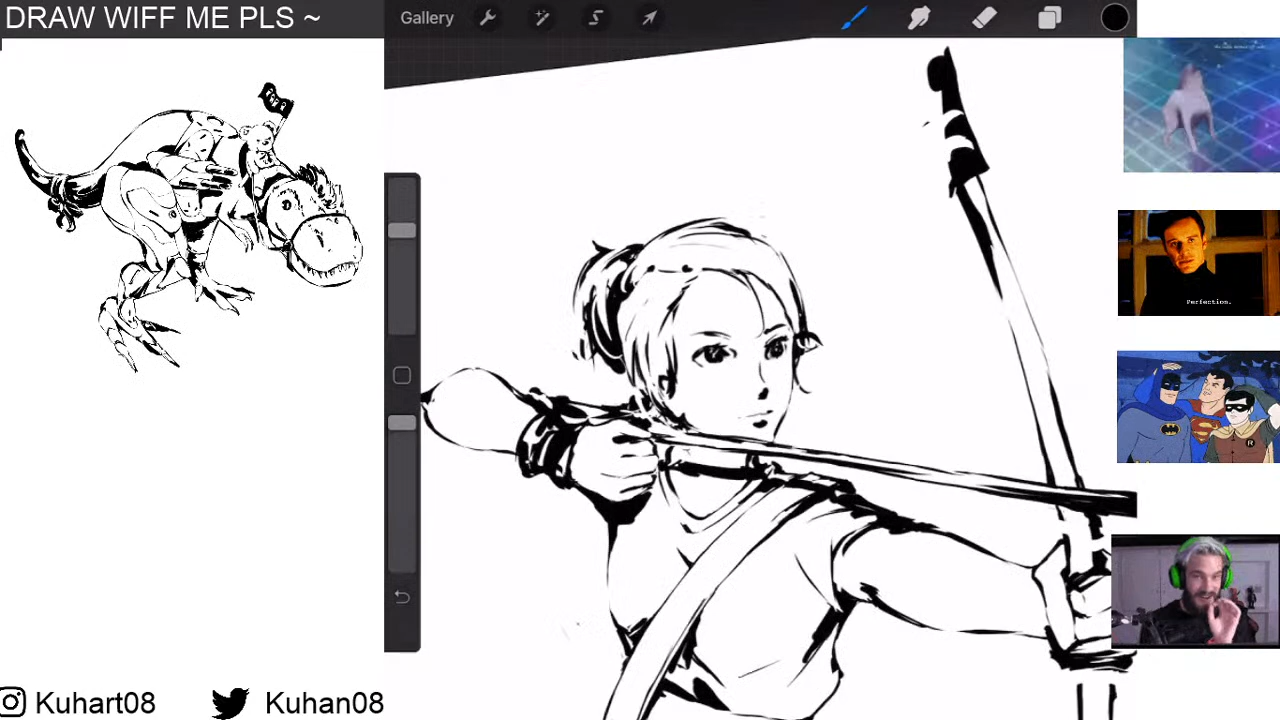 DRAW WIFF ME PLS ~
Gallery
Perfection.
Kuhart08
Kuhan08